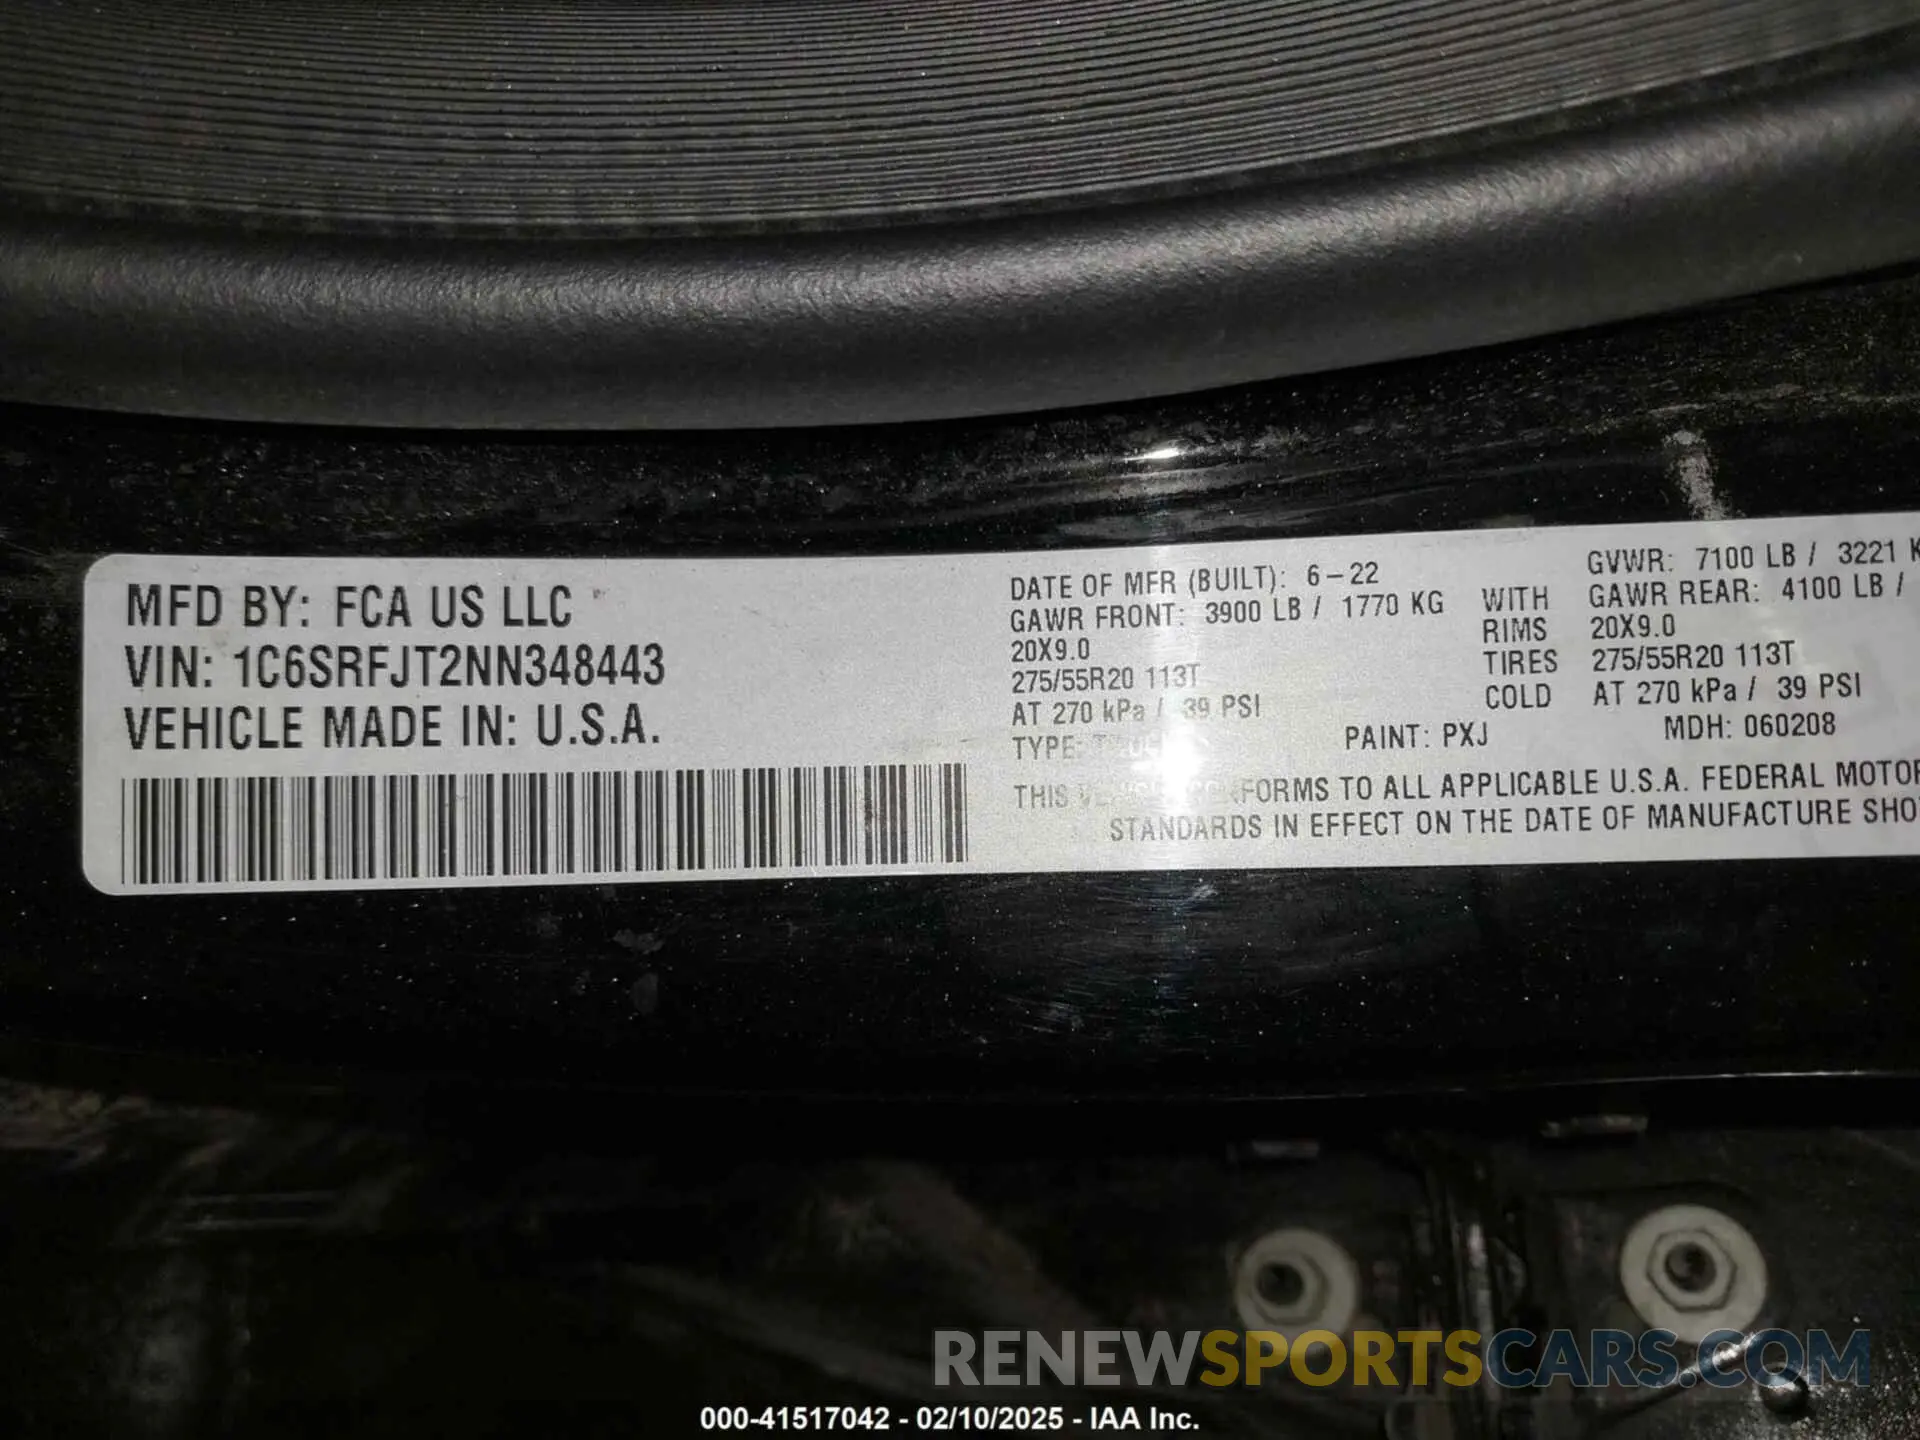 MFD BY: FCA US LLC
VIN: 1C6SRFJT2NN348443
VEHICLE MADE IN: U.S.A.
DATE OF MFR (BUILT): 6-22 GVWR: 7100 LB / 3221
GAWR FRONT: 3900 LB / 1770 KG WITH GAWR REAR: 4100 LB /
20X9.0 RIMS 20X9.0
275/55R20 113T TIRES 275/55R20 113T
AT 270 kPa / 39 PSI COLD AT 270 kPa / 39 PSI
TYPE: PAINT: PXJ MDH: 060208
THIS TO ALL APPLICABLE U.S.A. FEDERAL MOTOR
STANDARDS IN EFFECT ON THE DATE OF MANUFACTURE SHO
RENEWSPORTSCARS.COM
000-41517042 - 02/10/2025 - IAA Inc.